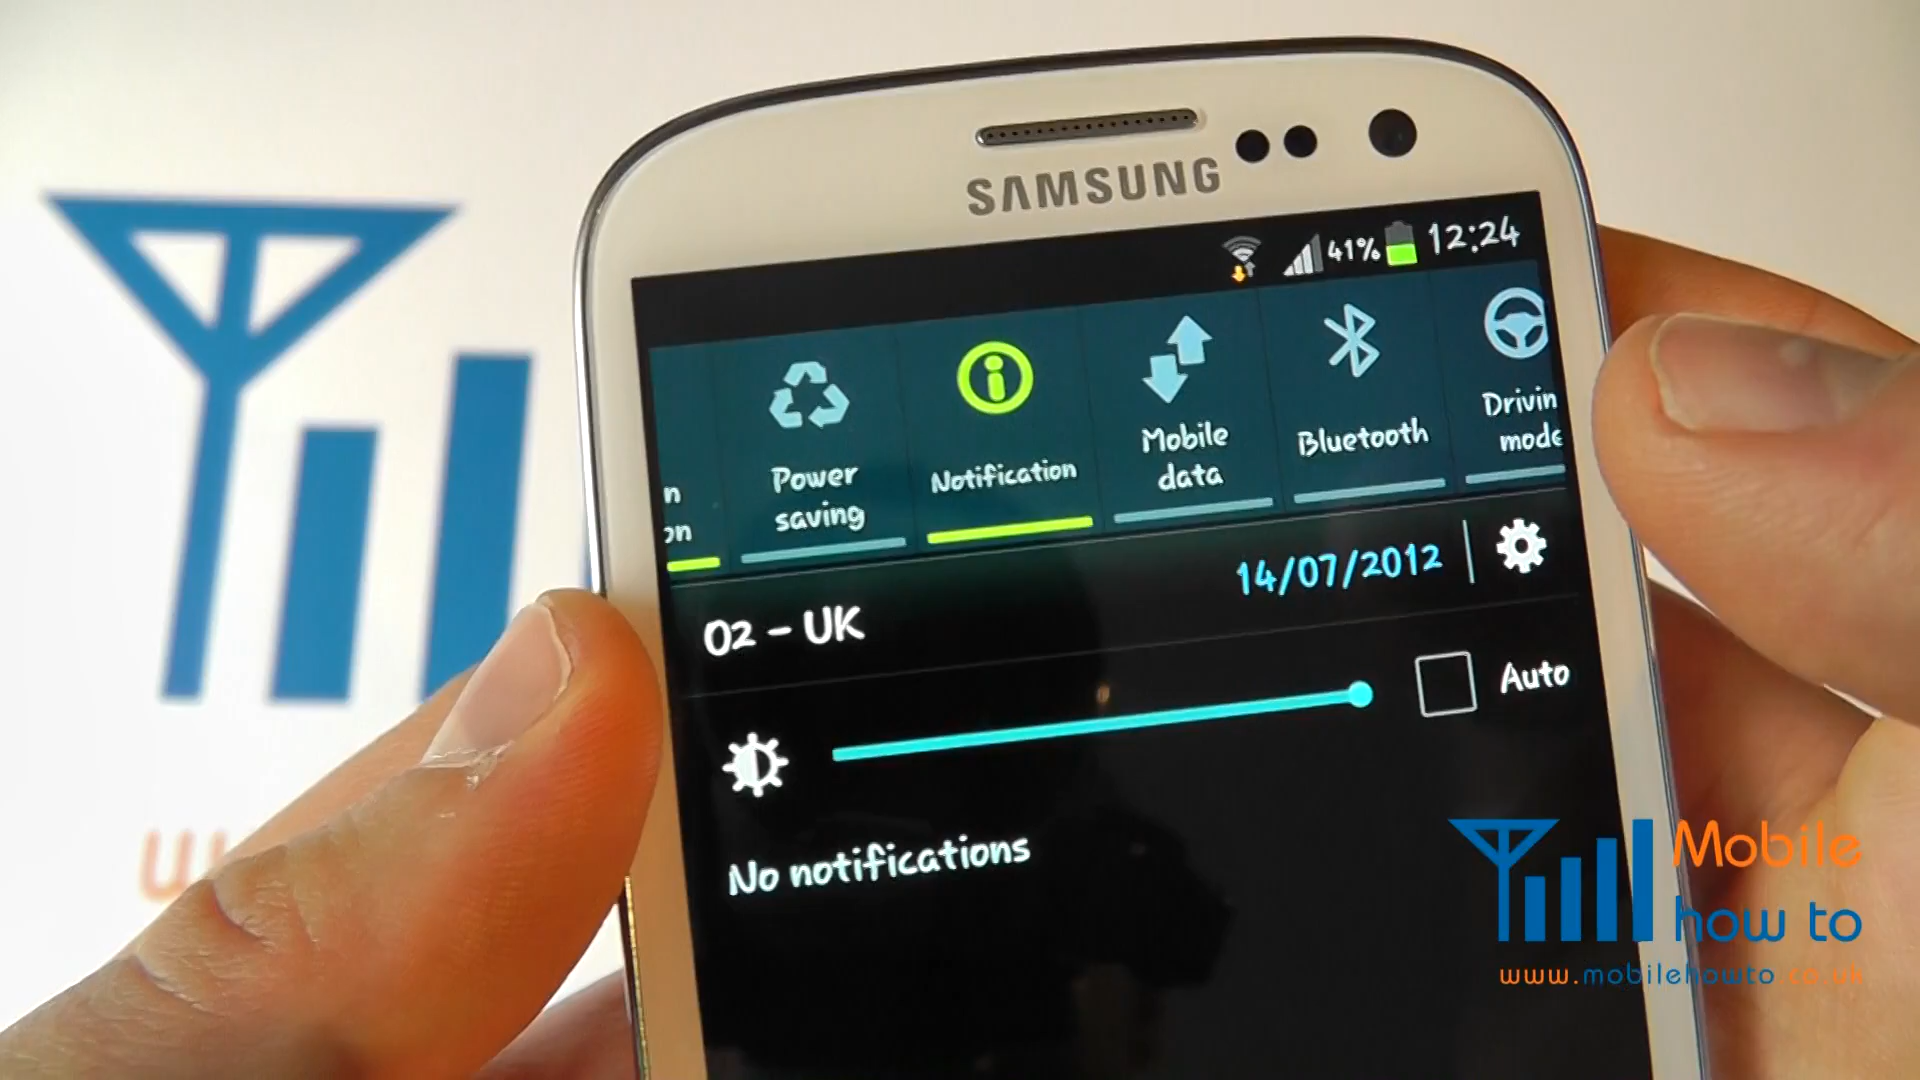 SAMSUNG
41% 12:24
Power
saving
Notification
Mobile
data
Bluetooth
Drivin
mode
n
on
14/07/2012
O2 - UK
Auto
No notifications
Mobile
how to
www.mobilehowto.co.uk
w